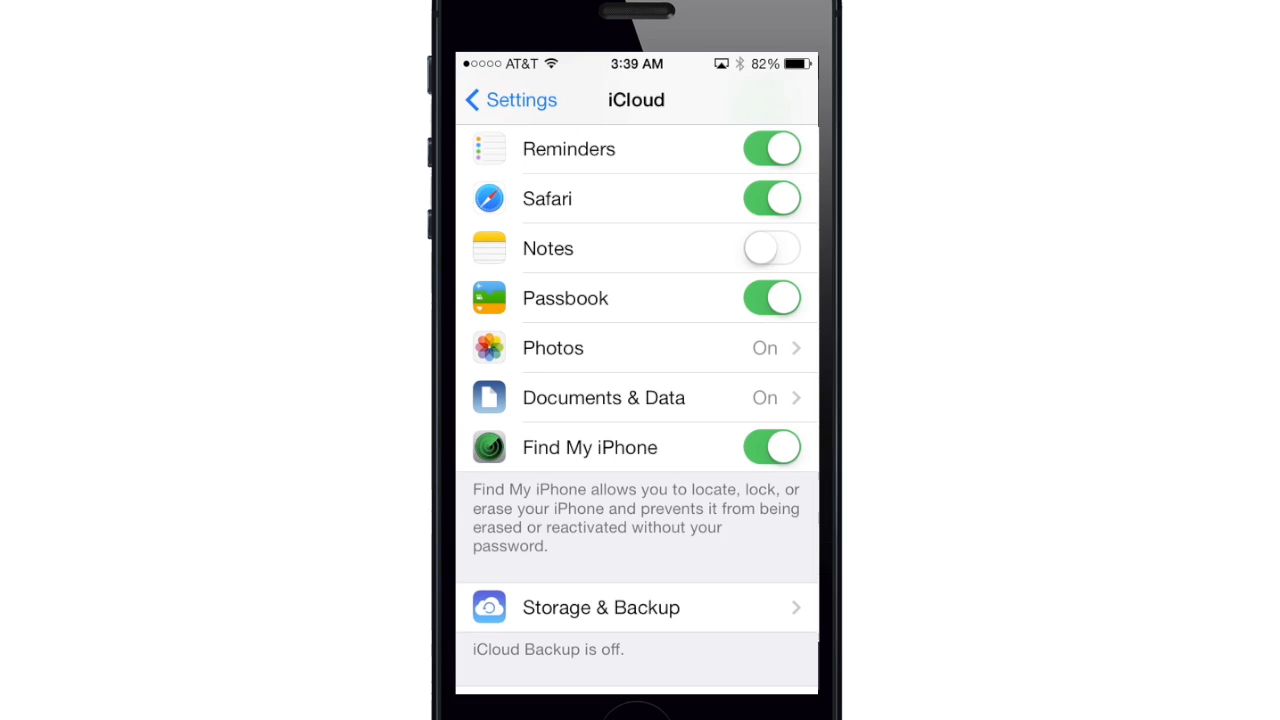 AT&T 3:39 AM 82%
Settings iCloud
Reminders
Safari
Notes
Passbook
Photos On
Documents & Data On
Find My iPhone
Find My iPhone allows you to locate, lock, or
erase your iPhone and prevents it from being
erased or reactivated without your
password.
Storage & Backup
iCloud Backup is off.